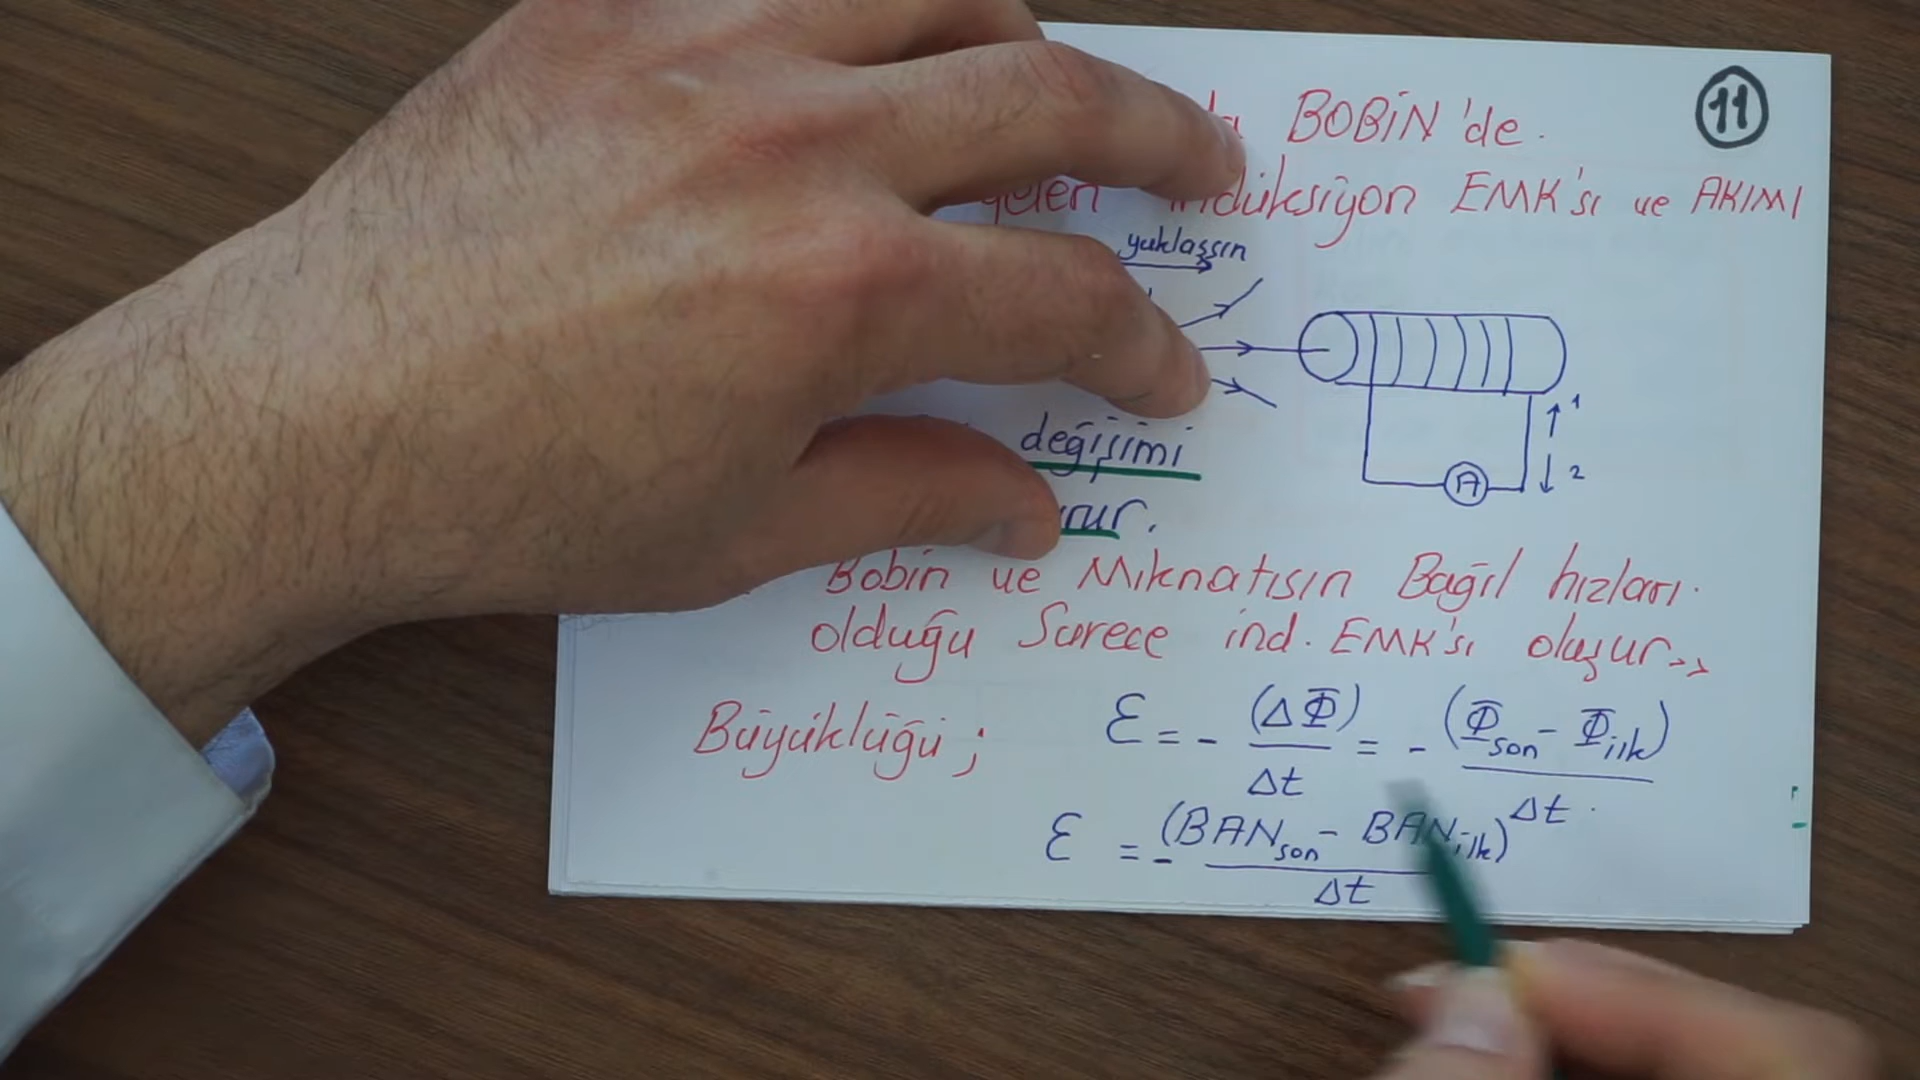 11
BOBİN'de.
indüksiyon EMK'sı ve AKIMI
yaklaşsın
1
değişimi
2
A
Bobin ve Mıknatısın Bağıl hızları.
olduğu Sürece ind. EMK'sı oluşur.
Büyüklüğü; Ɛ = - (ΔΦ)/Δt = - (Φson - Φilk)/Δt
Ɛ = - (BANson - BANilk)/Δt